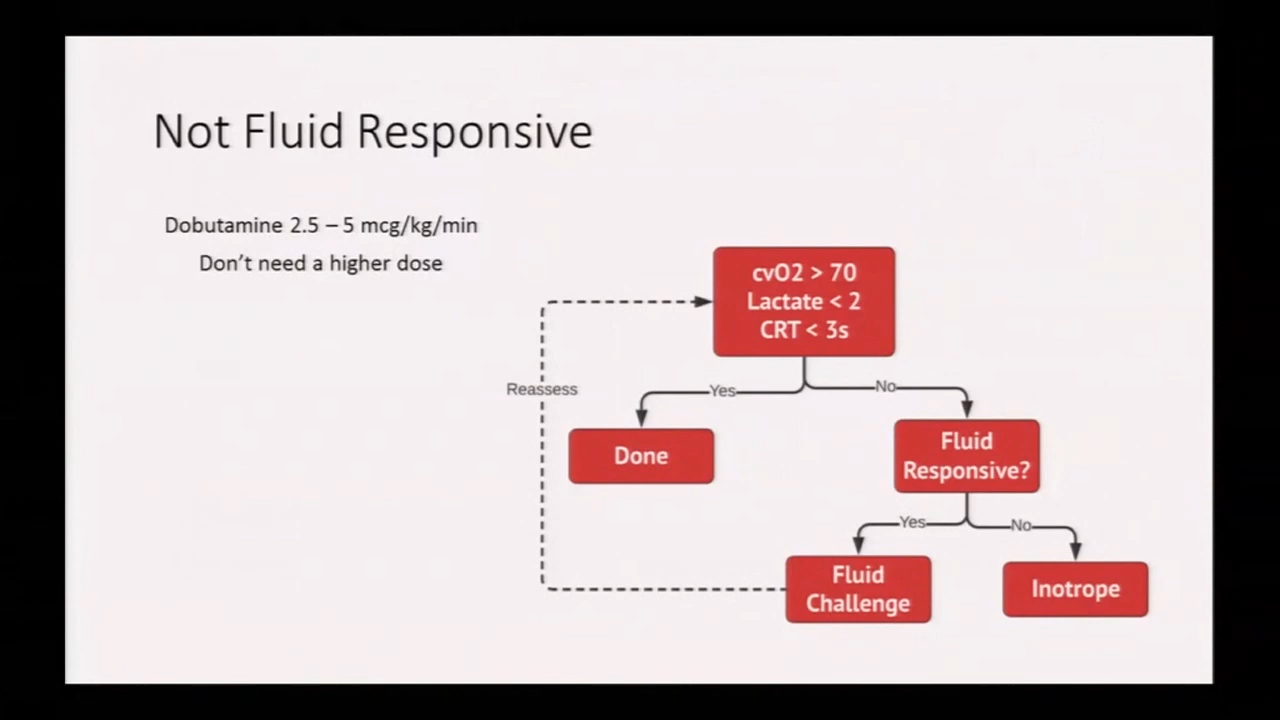 Not Fluid Responsive
Dobutamine 2.5 – 5 mcg/kg/min
Don't need a higher dose
cvO2 > 70
Lactate < 2
CRT < 3s
Reassess
Yes
No
Done
Fluid
Responsive?
Yes
No
Fluid
Challenge
Inotrope